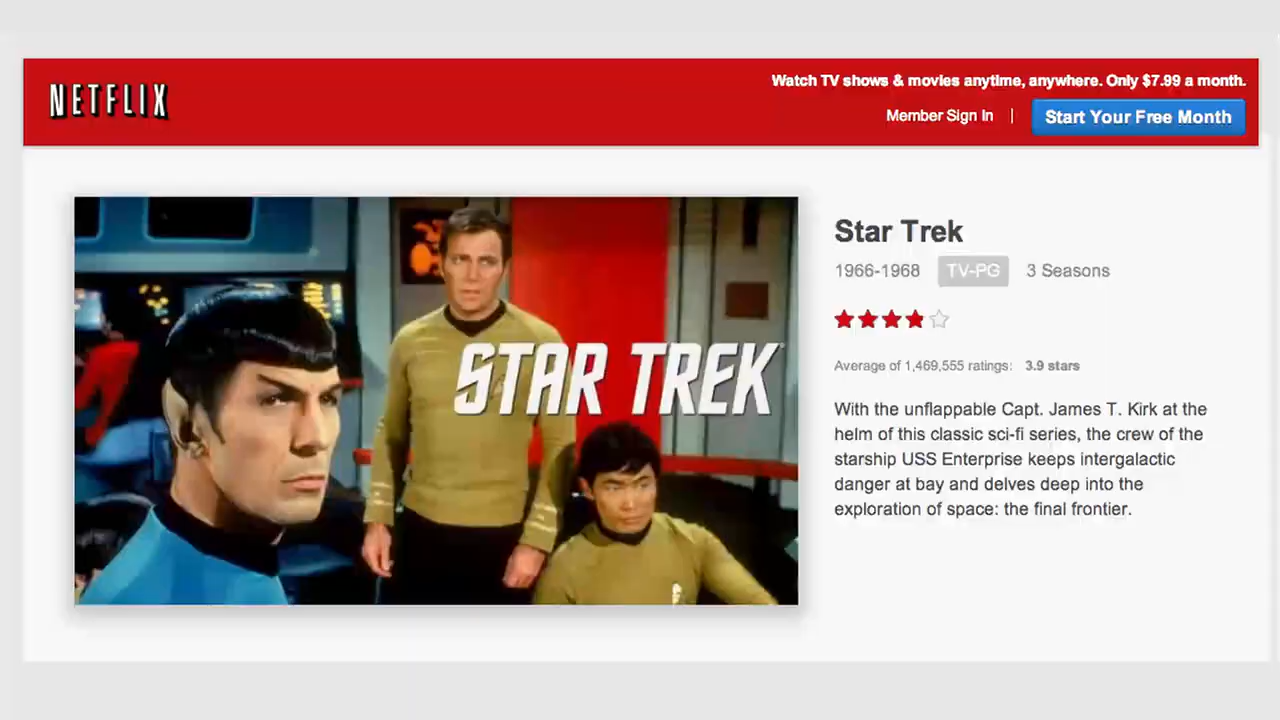 NETFLIX
Watch TV shows & movies anytime, anywhere. Only $7.99 a month.
Member Sign In | Start Your Free Month
STAR TREK
Star Trek
1966-1968 TV-PG 3 Seasons
Average of 1,469,555 ratings: 3.9 stars
With the unflappable Capt. James T. Kirk at the
helm of this classic sci-fi series, the crew of the
starship USS Enterprise keeps intergalactic
danger at bay and delves deep into the
exploration of space: the final frontier.